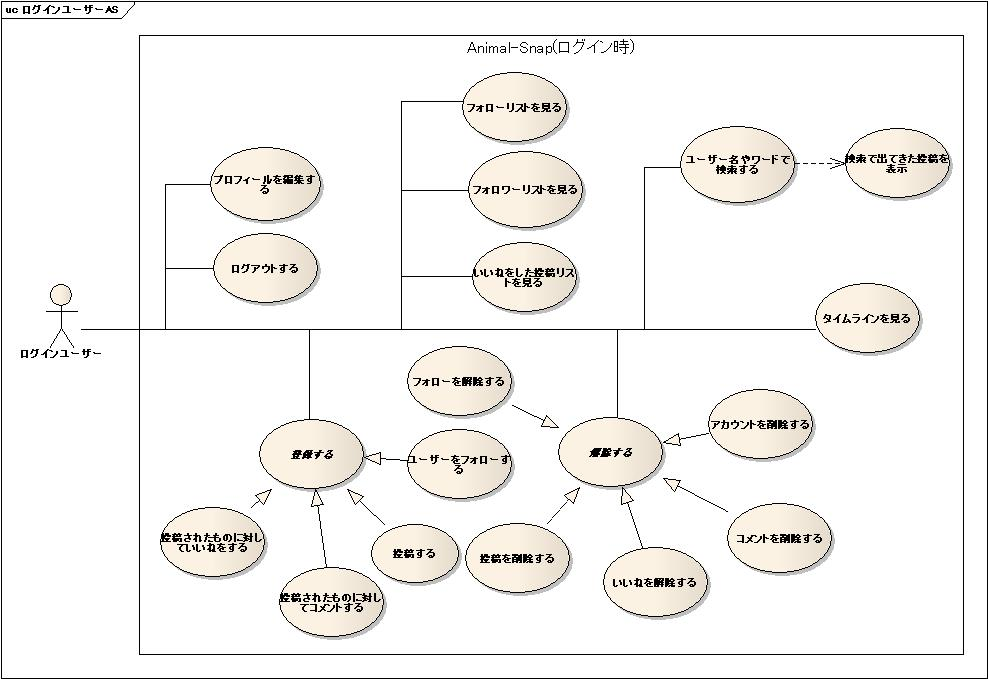 uc ログインユーザーAS
Animal-Snap(ログイン時)
フォローリストを見る
ユーザー名やワードで
検索する
検索で出てきた投稿を
表示
プロフィールを編集す
る
フォロワーリストを見る
ログアウトする
いいねをした投稿リス
トを見る
タイムラインを見る
ログインユーザー
フォローを解除する
アカウントを削除する
登録する
ユーザーをフォローす
る
解除する
投稿されたものに対し
ていいねをする
投稿する
投稿を削除する
コメントを削除する
いいねを解除する
投稿されたものに対し
てコメントする